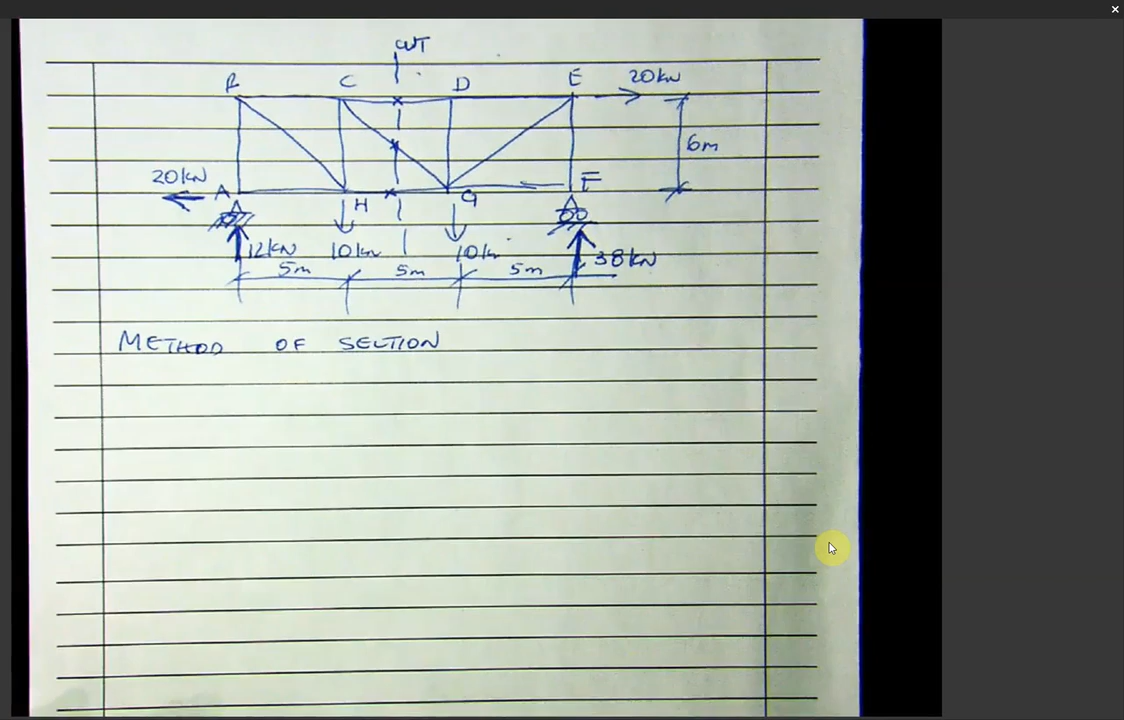 CUT
B C D E 20kN
6m
20kN A H G F
12kN 10kN 10kN 38kN
5m 5m 5m
METHOD OF SECTION